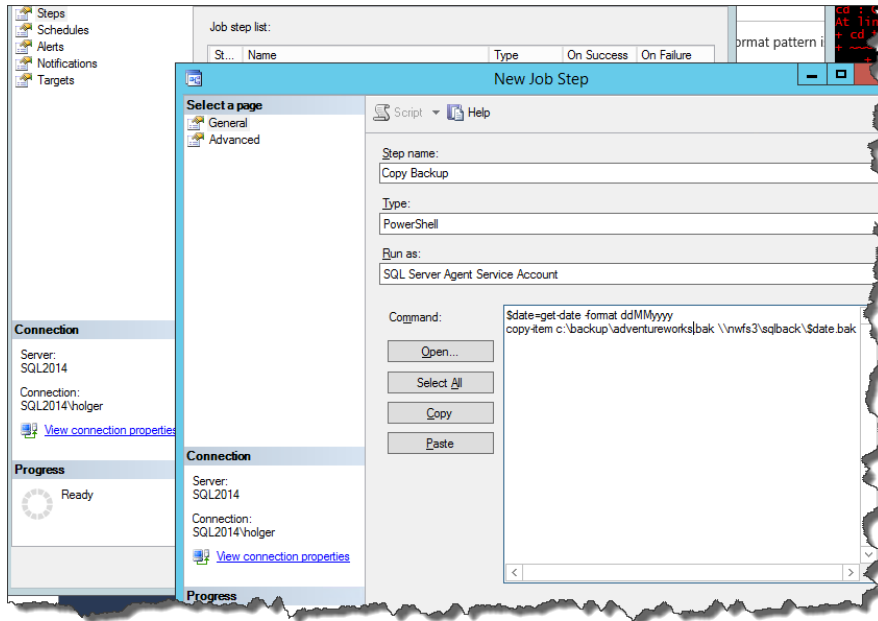 Steps
Schedules
Alerts
Notifications
Targets
Job step list:
St... Name Type On Success On Failure
ormat pattern i
cd :
At lin
+ cd
New Job Step
Select a page
General
Advanced
Script Help
Step name:
Copy Backup
Type:
PowerShell
Run as:
SQL Server Agent Service Account
Command:
$date=get-date -format ddMMyyyy
copy-item c:\backup\adventureworks.bak \\nwfs3\sqlback\$date.bak
Open...
Select All
Copy
Paste
Connection
Server:
SQL2014
Connection:
SQL2014\holger
View connection properties
Progress
Ready
Connection
Server:
SQL2014
Connection:
SQL2014\holger
View connection properties
Progress